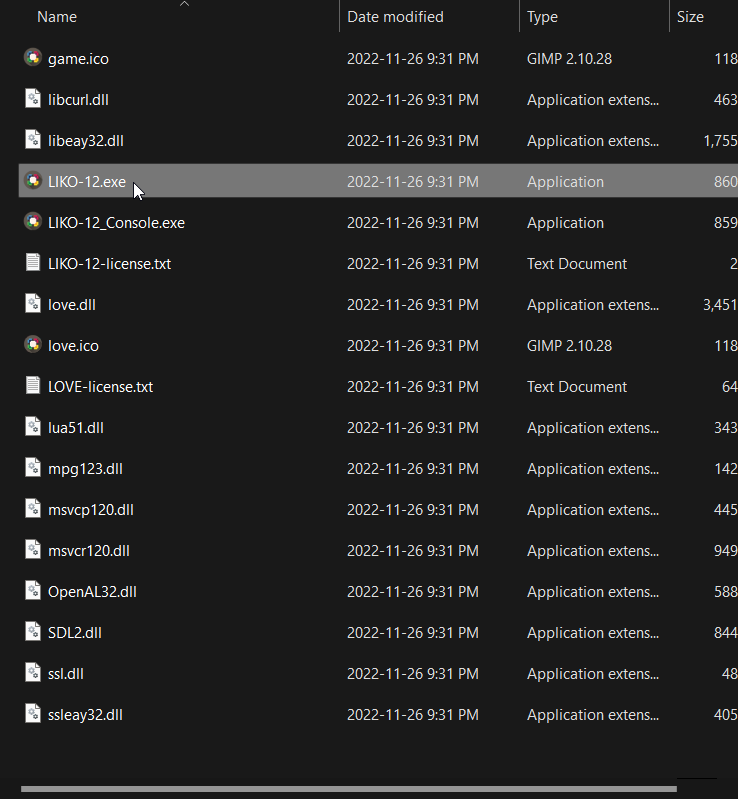 Name Date modified Type Size
game.ico 2022-11-26 9:31 PM GIMP 2.10.28 118
libcurl.dll 2022-11-26 9:31 PM Application extens... 463
libeay32.dll 2022-11-26 9:31 PM Application extens... 1,755
LIKO-12.exe 2022-11-26 9:31 PM Application 860
LIKO-12_Console.exe 2022-11-26 9:31 PM Application 859
LIKO-12-license.txt 2022-11-26 9:31 PM Text Document 2
love.dll 2022-11-26 9:31 PM Application extens... 3,451
love.ico 2022-11-26 9:31 PM GIMP 2.10.28 118
LOVE-license.txt 2022-11-26 9:31 PM Text Document 64
lua51.dll 2022-11-26 9:31 PM Application extens... 343
mpg123.dll 2022-11-26 9:31 PM Application extens... 142
msvcp120.dll 2022-11-26 9:31 PM Application extens... 445
msvcr120.dll 2022-11-26 9:31 PM Application extens... 949
OpenAL32.dll 2022-11-26 9:31 PM Application extens... 588
SDL2.dll 2022-11-26 9:31 PM Application extens... 844
ssl.dll 2022-11-26 9:31 PM Application extens... 48
ssleay32.dll 2022-11-26 9:31 PM Application extens... 405